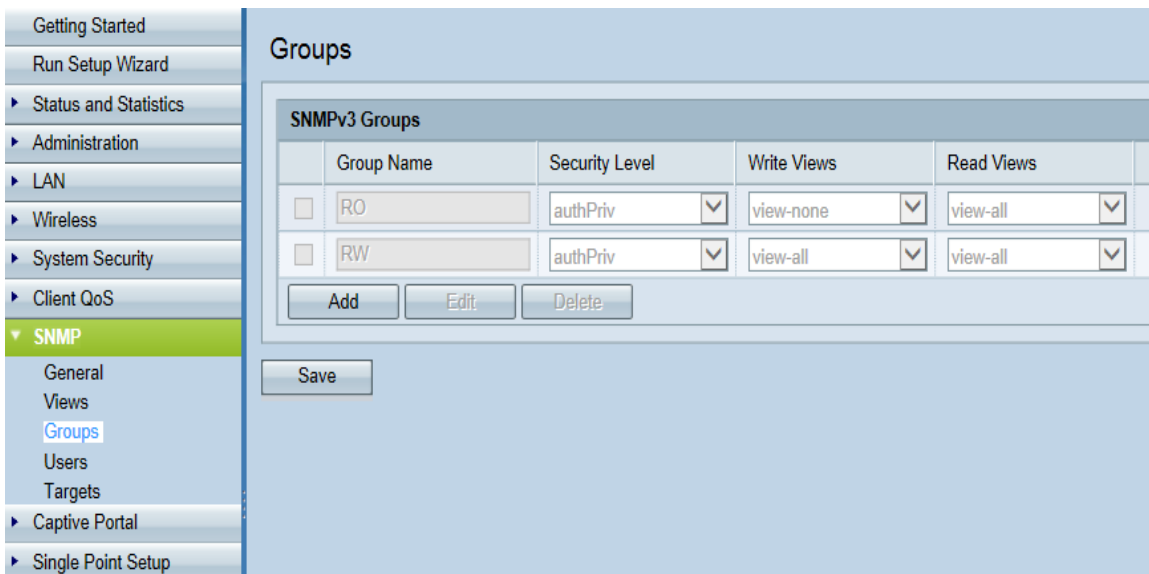 Getting Started
Run Setup Wizard
Status and Statistics
Administration
LAN
Wireless
System Security
Client QoS
SNMP
General
Views
Groups
Users
Targets
Captive Portal
Single Point Setup
Groups
SNMPv3 Groups
Group Name Security Level Write Views Read Views
RO authPriv view-none view-all
RW authPriv view-all view-all
Add Edit Delete
Save